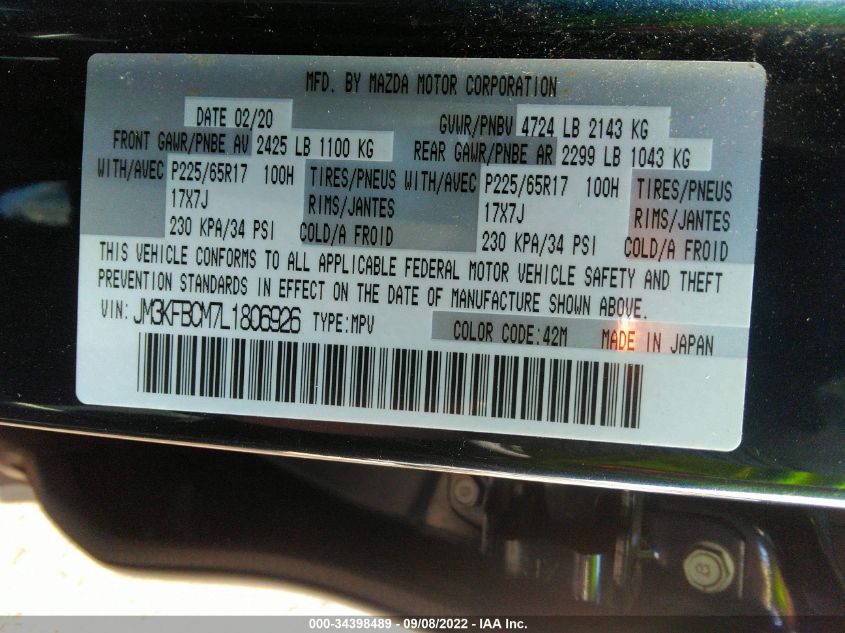 MFD. BY MAZDA MOTOR CORPORATION
DATE 02/20 GVWR/PNBV 4724 LB 2143 KG
FRONT GAWR/PNBE AV 2425 LB 1100 KG REAR GAWR/PNBE AR 2299 LB 1043 KG
WITH/AVEC P225/65R17 100H TIRES/PNEUS WITH/AVEC P225/65R17 100H TIRES/PNEUS
17X7J RIMS/JANTES 17X7J RIMS/JANTES
230 KPA/34 PSI COLD/A FROID 230 KPA/34 PSI COLD/A FROID
THIS VEHICLE CONFORMS TO ALL APPLICABLE FEDERAL MOTOR VEHICLE SAFETY AND THEFT
PREVENTION STANDARDS IN EFFECT ON THE DATE OF MANUFACTURE SHOWN ABOVE.
VIN: JM3KFBCM7L1806926 TYPE:MPV COLOR CODE:42M MADE IN JAPAN
000-34398489 - 09/08/2022 - IAA Inc.